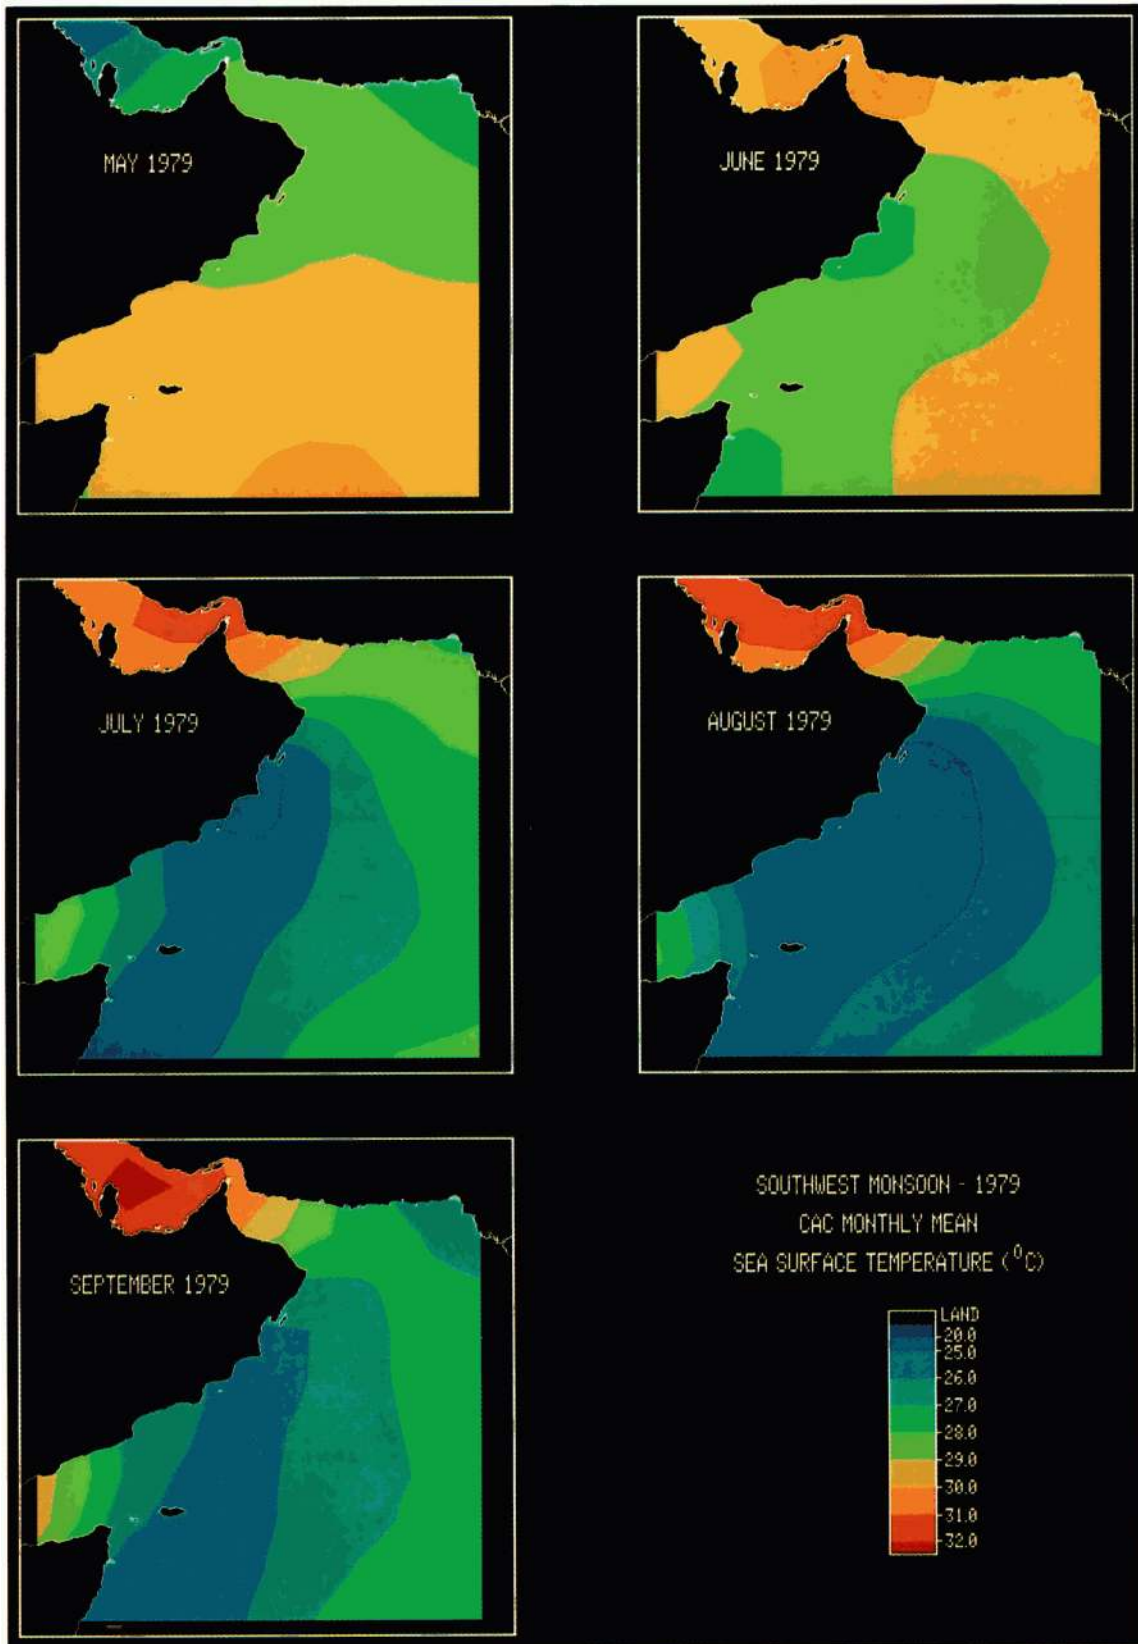 MAY 1979
JUNE 1979
JULY 1979
AUGUST 1979
SEPTEMBER 1979
SOUTHWEST MONSOON - 1979
CAC MONTHLY MEAN
SEA SURFACE TEMPERATURE (⁰C)
LAND
20.0
25.0
26.0
27.0
28.0
29.0
30.0
31.0
32.0